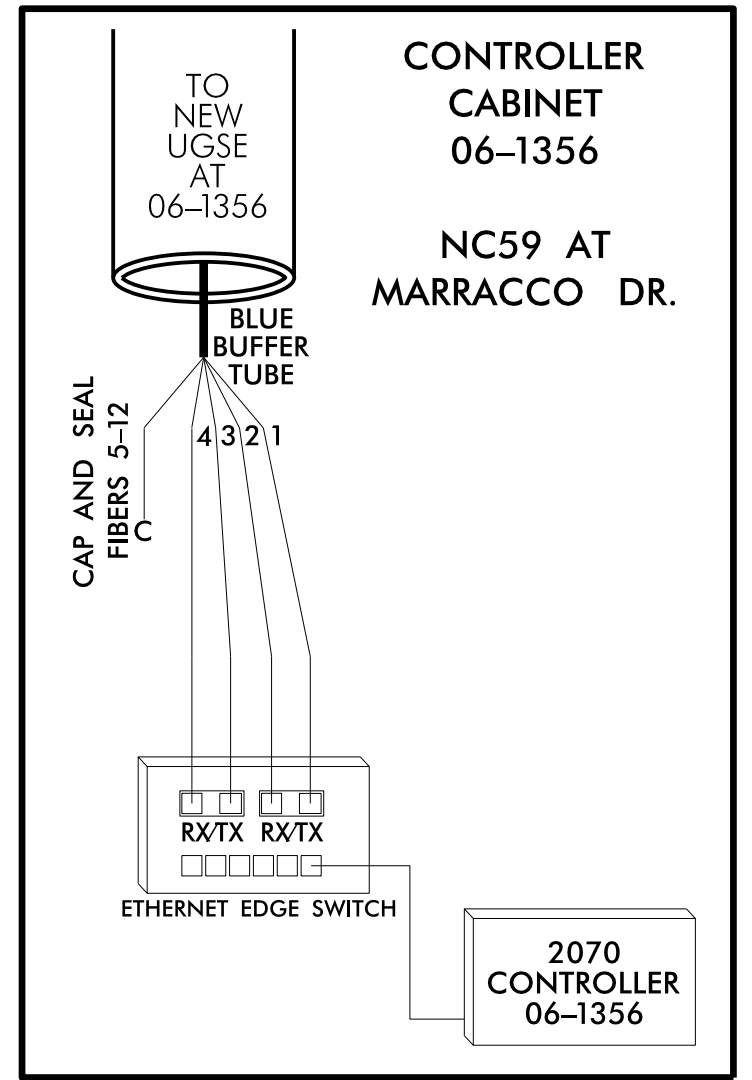 CONTROLLER
CABINET
06–1356
NC59 AT
MARRACCO DR.
TO
NEW
UGSE
AT
06–1356
BLUE
BUFFER
TUBE
CAP AND SEAL
FIBERS 5–12
C
4 3 2 1
RX/TX RX/TX
ETHERNET EDGE SWITCH
2070
CONTROLLER
06–1356